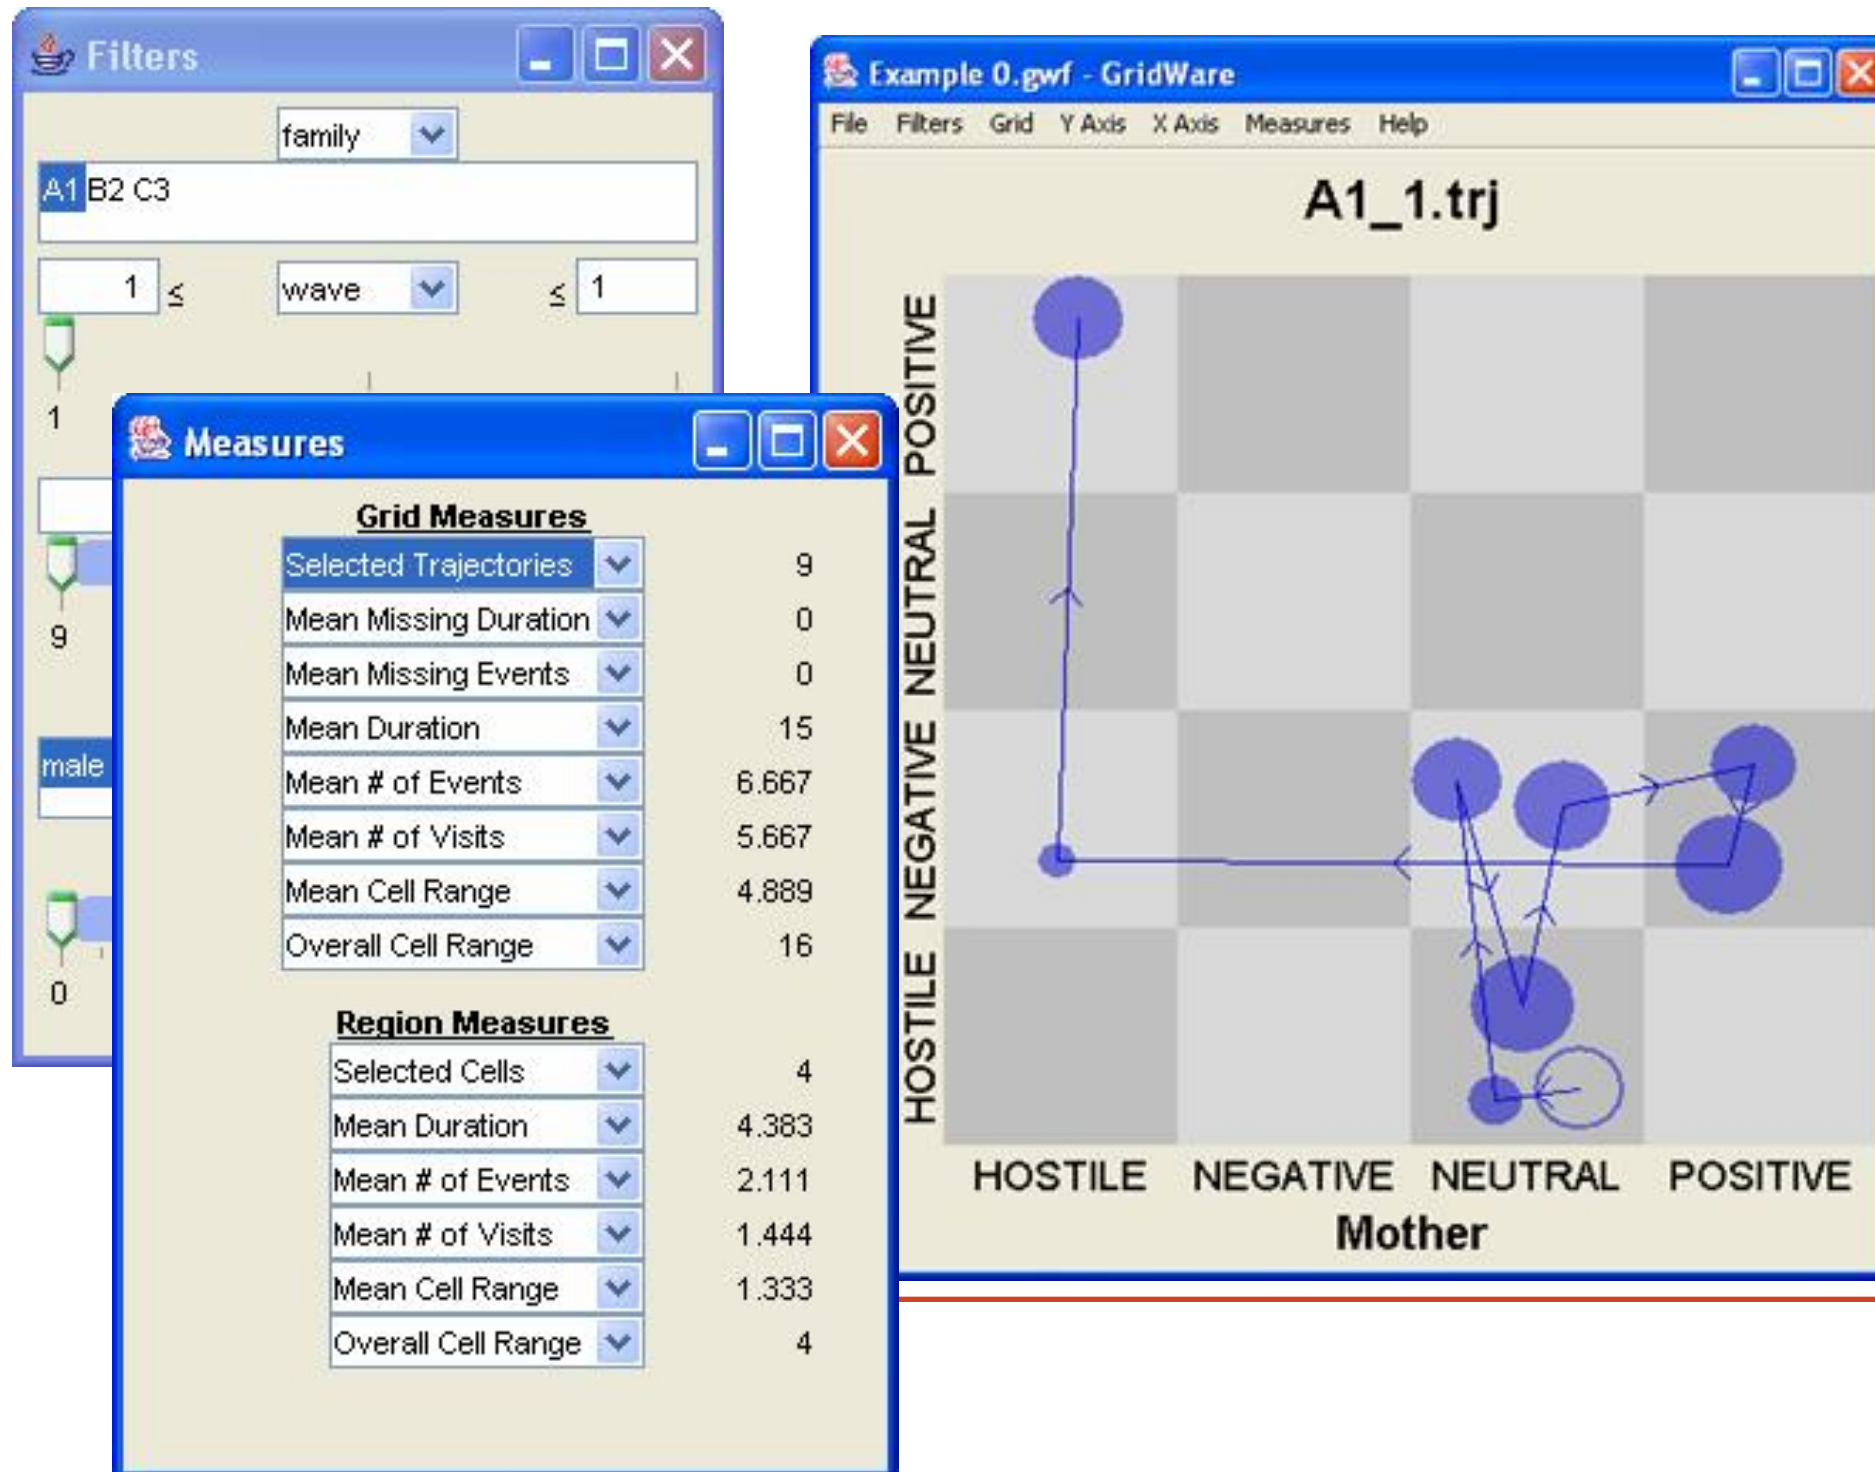 Filters
family
A1 B2 C3
1 ≤ wave ≤ 1
1
9
male
0
Measures
Grid Measures
Selected Trajectories 9
Mean Missing Duration 0
Mean Missing Events 0
Mean Duration 15
Mean # of Events 6.667
Mean # of Visits 5.667
Mean Cell Range 4.889
Overall Cell Range 16
Region Measures
Selected Cells 4
Mean Duration 4.383
Mean # of Events 2.111
Mean # of Visits 1.444
Mean Cell Range 1.333
Overall Cell Range 4
Example 0.gwf - GridWare
File Filters Grid Y Axis X Axis Measures Help
A1_1.trj
HOSTILE NEGATIVE NEUTRAL POSITIVE
HOSTILE NEGATIVE NEUTRAL POSITIVE
Mother